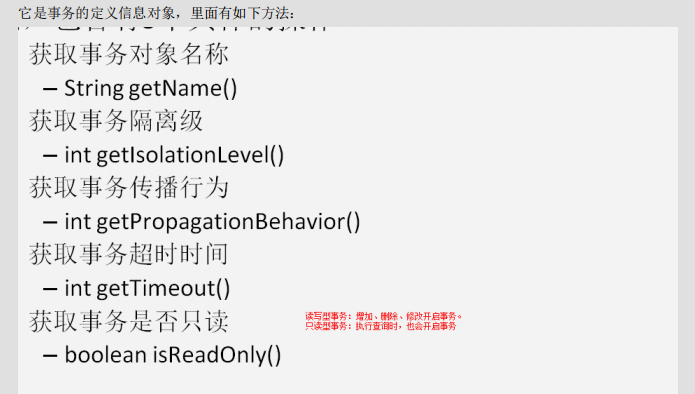 它是事务的定义信息对象，里面有如下方法：
获取事务对象名称
– String getName()
获取事务隔离级
– int getIsolationLevel()
获取事务传播行为
– int getPropagationBehavior()
获取事务超时时间
– int getTimeout()
获取事务是否只读
读写型事务：增加、删除、修改开启事务。
只读型事务：执行查询时，也会开启事务
– boolean isReadOnly()